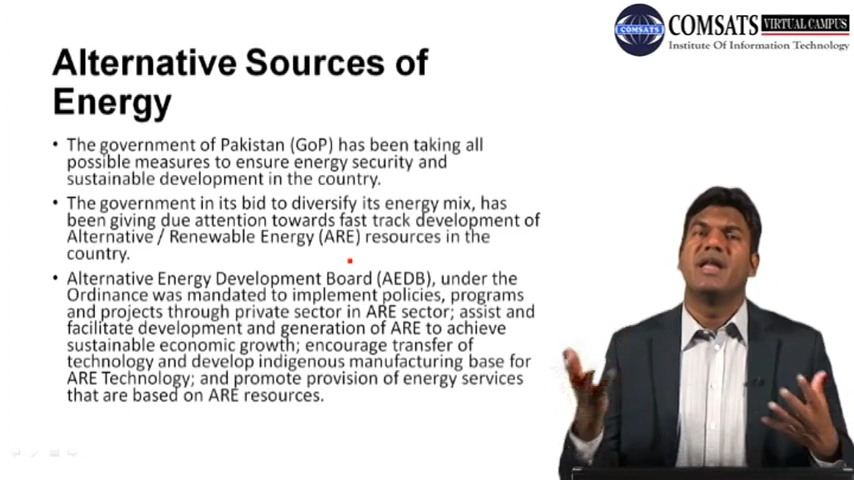 COMSATS
COMSATS VIRTUAL CAMPUS
Institute Of Information Technology
Alternative Sources of
Energy
• The government of Pakistan (GoP) has been taking all
possible measures to ensure energy security and
sustainable development in the country.
• The government in its bid to diversify its energy mix, has
been giving due attention towards fast track development of
Alternative / Renewable Energy (ARE) resources in the
country.
• Alternative Energy Development Board (AEDB), under the
Ordinance was mandated to implement policies, programs
and projects through private sector in ARE sector; assist and
facilitate development and generation of ARE to achieve
sustainable economic growth; encourage transfer of
technology and develop indigenous manufacturing base for
ARE Technology; and promote provision of energy services
that are based on ARE resources.